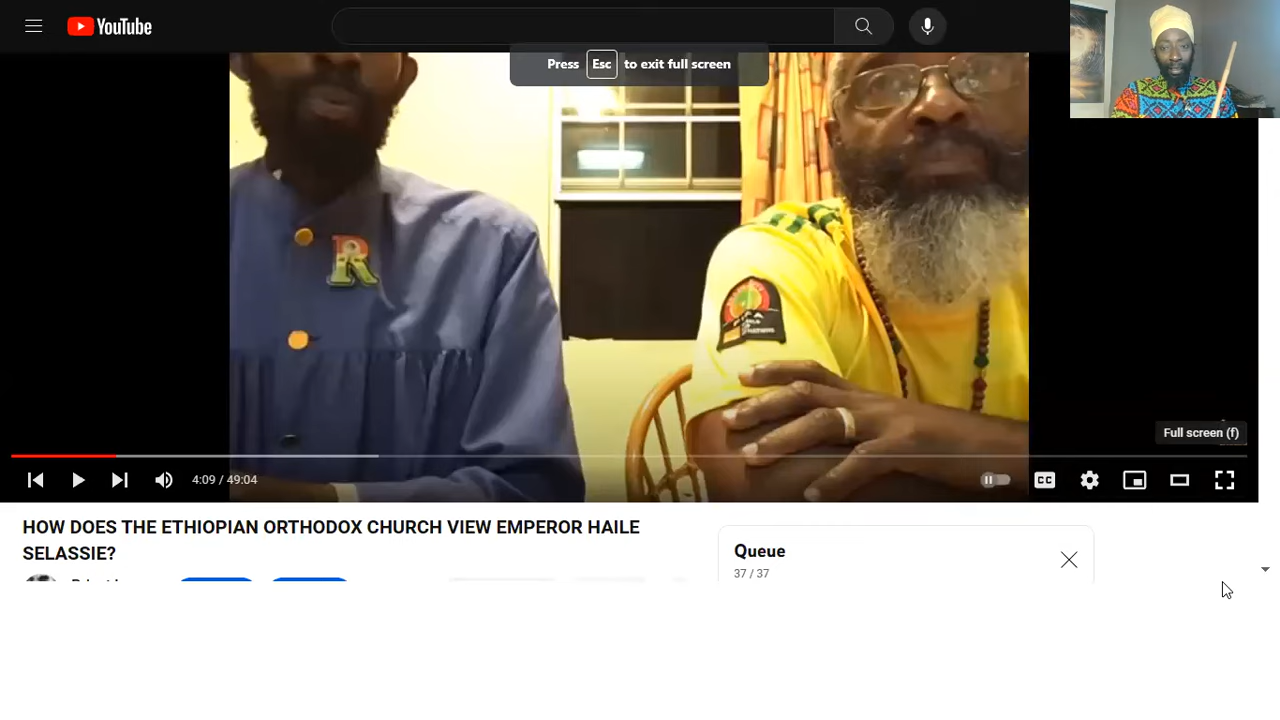 YouTube
Press Esc to exit full screen
R
Full screen (f)
4:09 / 49:04
CC
HOW DOES THE ETHIOPIAN ORTHODOX CHURCH VIEW EMPEROR HAILE
SELASSIE?
Queue
37 / 37